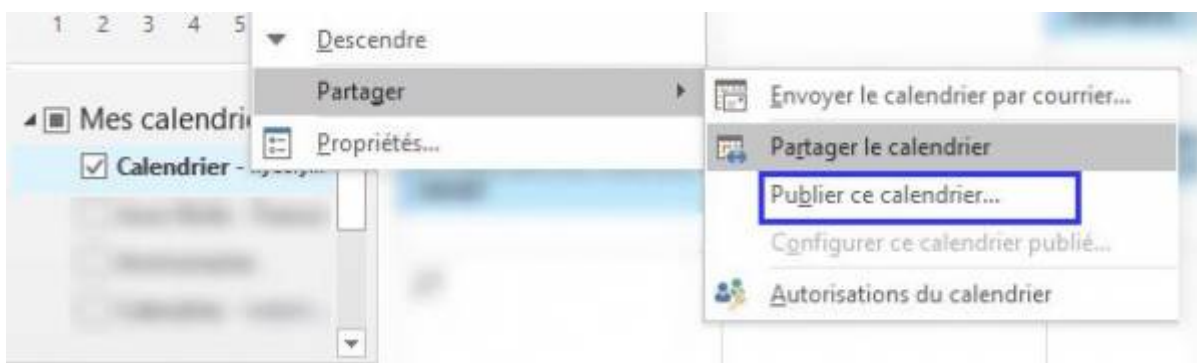 1 2 3 4 5
Descendre
Partager
Propriétés...
Mes calendri
Calendrier -
Envoyer le calendrier par courrier...
Partager le calendrier
Publier ce calendrier...
Configurer ce calendrier publié...
Autorisations du calendrier